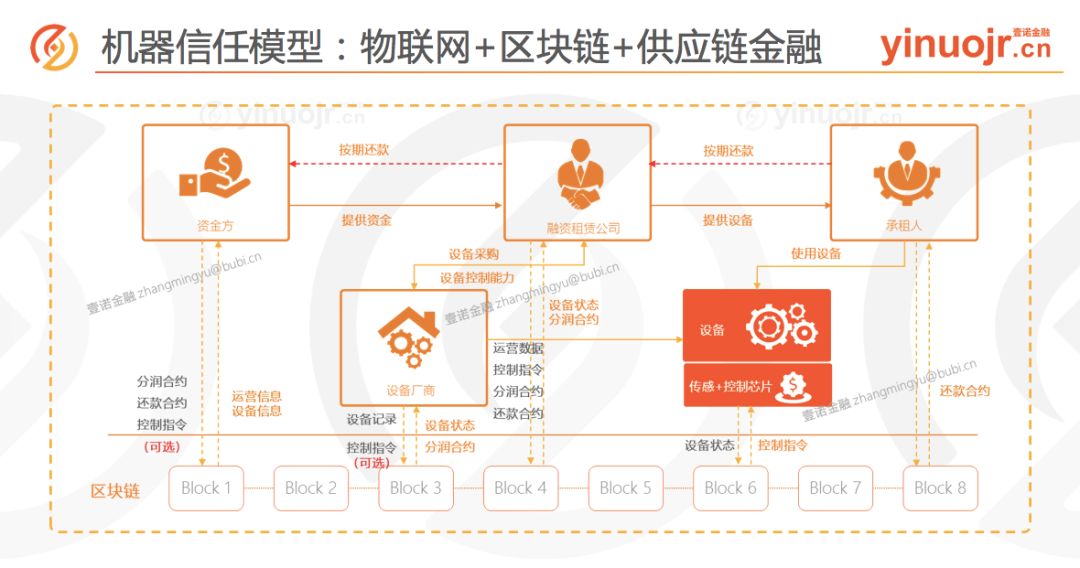 机器信任模型：物联网+区块链+供应链金融
壹诺金融
yinuojr.cn
yinuojr.cn
yinuojr.cn
按期还款
按期还款
资金方
提供资金
融资租赁公司
提供设备
承租人
设备采购
设备控制能力
使用设备
壹诺金融 zhangmingyu@bubi.cn
壹诺金融 zhangmingyu@bubi.cn
设备状态
分润合约
设备
设备厂商
传感+控制芯片
壹诺金融 zhangmingyu@bubi.cn
分润合约
还款合约
控制指令
(可选)
运营信息
设备信息
设备记录
控制指令
(可选)
设备状态
分润合约
运营数据
控制指令
分润合约
还款合约
设备状态
控制指令
还款合约
区块链
Block 1
Block 2
Block 3
Block 4
Block 5
Block 6
Block 7
Block 8